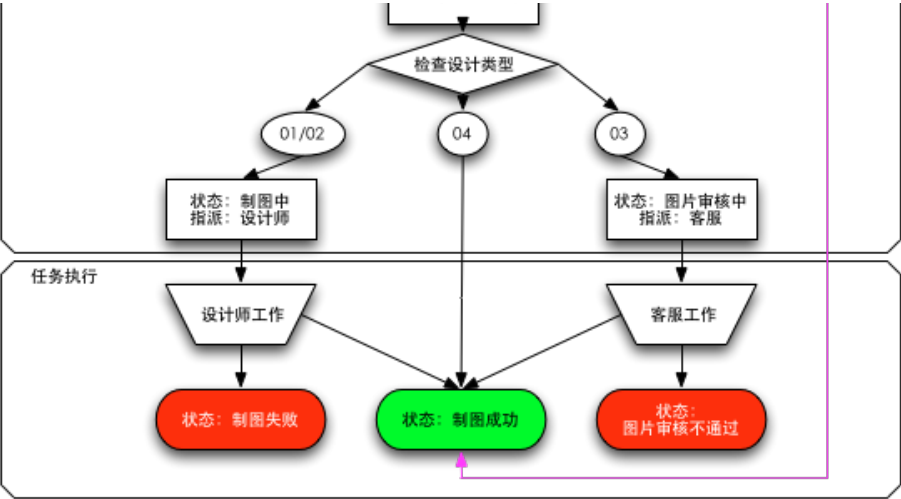 检查设计类型
01/02
04
03
状态：制图中
指派：设计师
状态：图片审核中
指派：客服
任务执行
设计师工作
客服工作
状态：制图失败
状态：制图成功
状态：
图片审核不通过